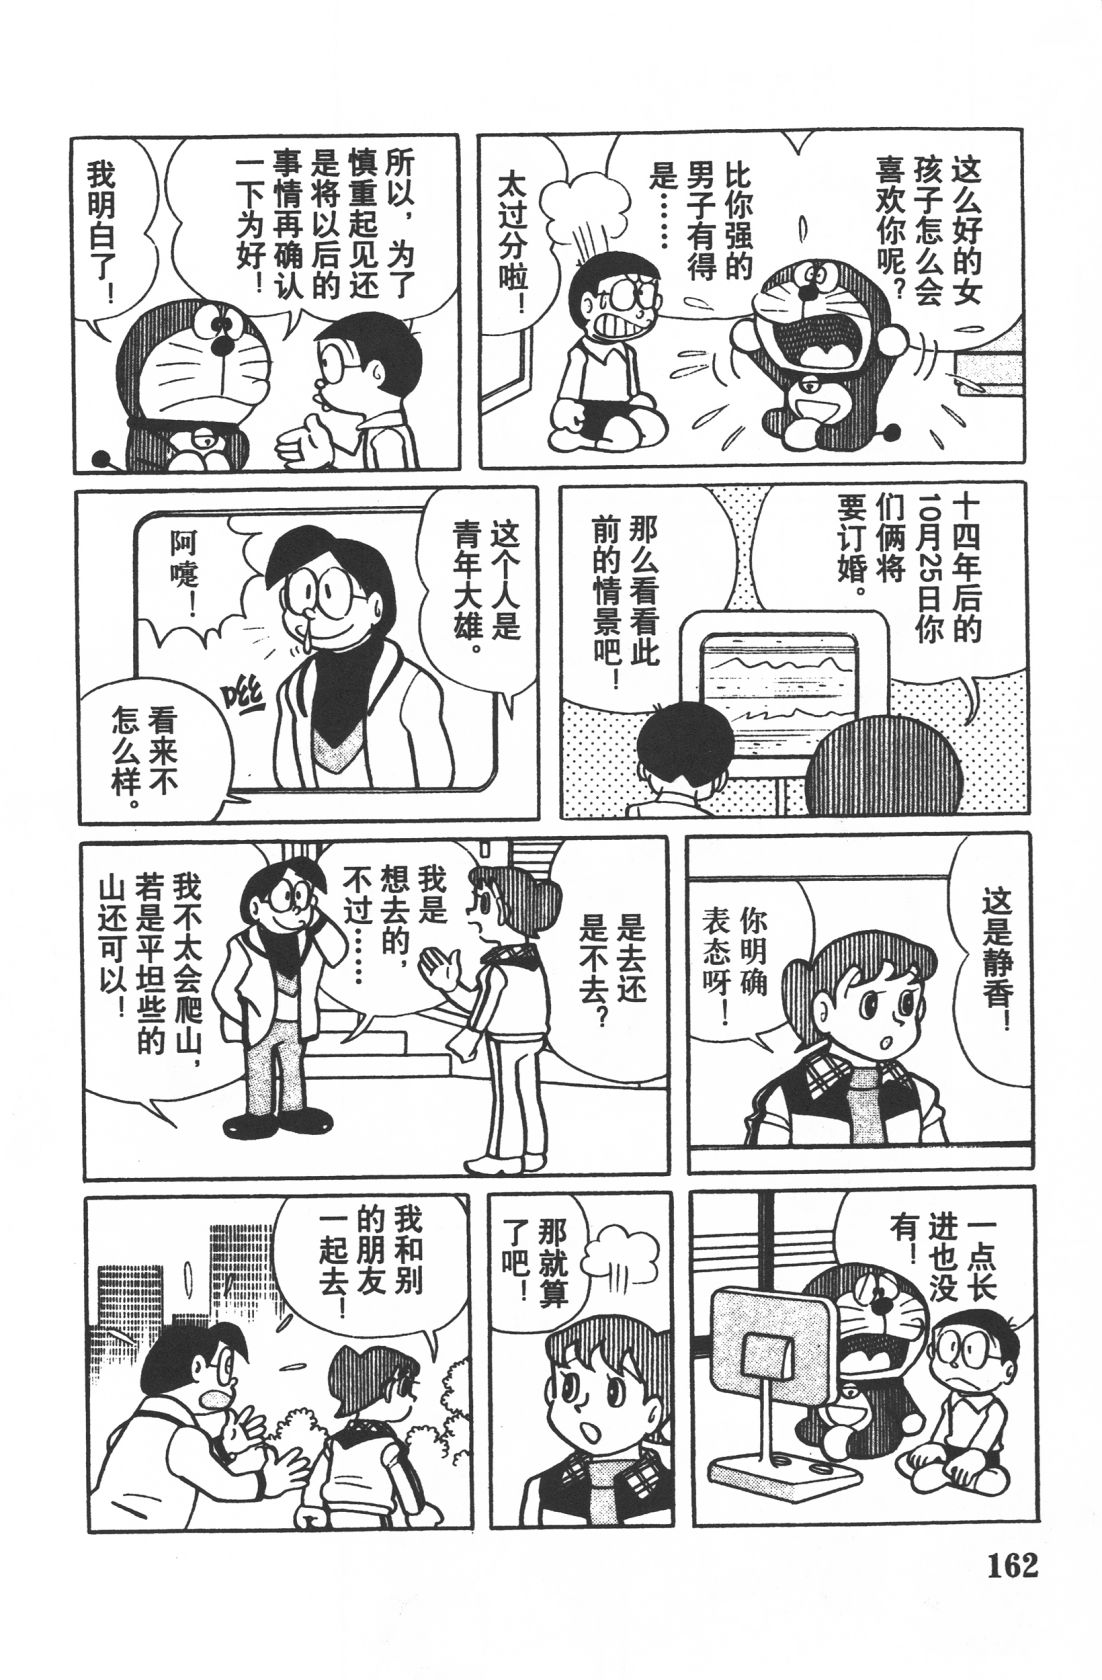 这么好的女
孩子怎么会
喜欢你呢？
比你强的
男子有得
是……
太过分啦！
所以，为了
慎重起见还
是将以后的
事情再确认
一下为好！
我明白了！
十四年后的
10月25日你
们俩将
要订婚。
那么看看此
前的情景吧！
这个人是
青年大雄。
阿嚏！
咝
看来不
怎么样。
这是静香！
你明确
表态呀！
是去还
是不去？
我是
想去的，
不过……
我不太会爬山，
若是平坦些的
山还可以！
一点长
进也没
有！
那就算
了吧！
我和别
的朋友
一起去！
162